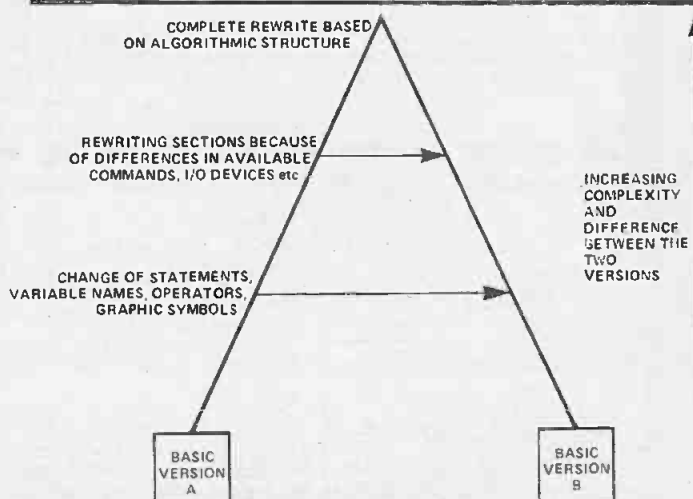 COMPLETE REWRITE BASED
ON ALGORITHMIC STRUCTURE
REWRITING SECTIONS BECAUSE
OF DIFFERENCES IN AVAILABLE
COMMANDS, I/O DEVICES etc
INCREASING
COMPLEXITY
AND
DIFFERENCE
BETWEEN THE
TWO
VERSIONS
CHANGE OF STATEMENTS,
VARIABLE NAMES, OPERATORS,
GRAPHIC SYMBOLS
BASIC
VERSION
A
BASIC
VERSION
B